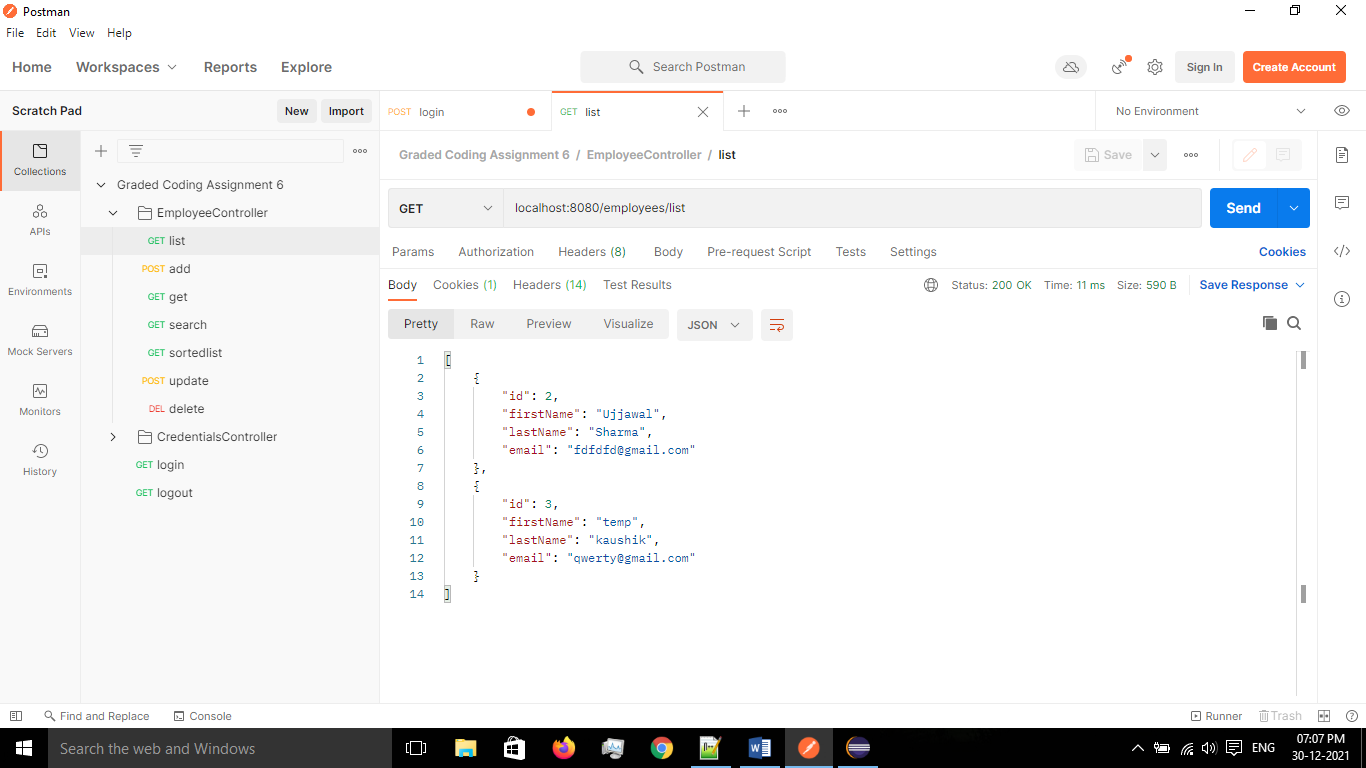 Postman
File Edit View Help
Home Workspaces Reports Explore Search Postman Sign In Create Account
Scratch Pad New Import
POST login GET list No Environment
Collections
APIs
Environments
Mock Servers
Monitors
History
Graded Coding Assignment 6
EmployeeController
GET list
POST add
GET get
GET search
GET sortedlist
POST update
DEL delete
CredentialsController
GET login
GET logout
Graded Coding Assignment 6 / EmployeeController / list Save
GET localhost:8080/employees/list Send
Params Authorization Headers (8) Body Pre-request Script Tests Settings Cookies
Body Cookies (1) Headers (14) Test Results Status: 200 OK Time: 11 ms Size: 590 B Save Response
Pretty Raw Preview Visualize JSON
1 [
2 {
3 "id": 2,
4 "firstName": "Ujjawal",
5 "lastName": "Sharma",
6 "email": "fdfdfd@gmail.com"
7 },
8 {
9 "id": 3,
10 "firstName": "temp",
11 "lastName": "kaushik",
12 "email": "qwerty@gmail.com"
13 }
14 ]
Find and Replace Console Runner Trash
Search the web and Windows ENG 07:07 PM
30-12-2021